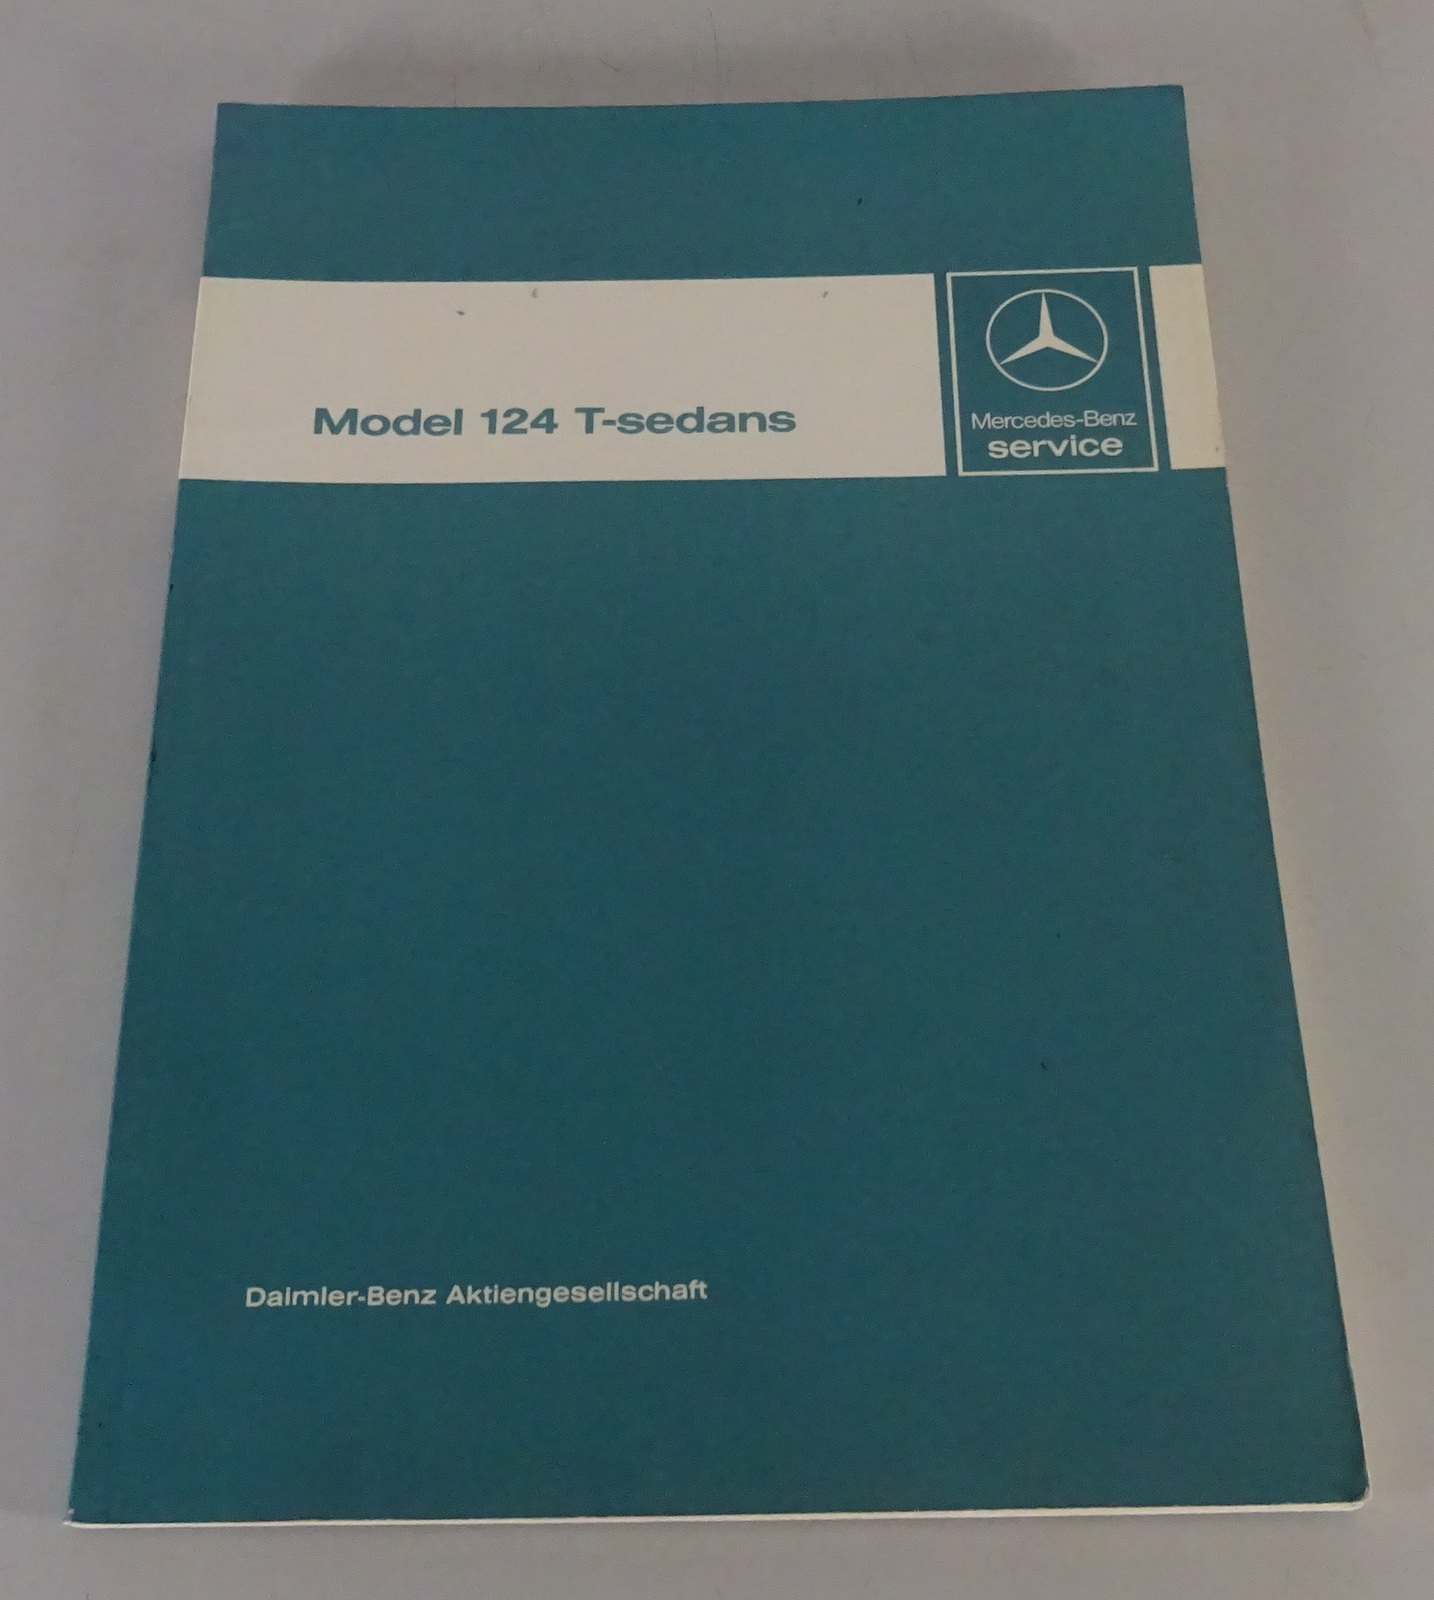 Model 124 T-sedans
Mercedes-Benz
service
Daimler-Benz Aktiengesellschaft